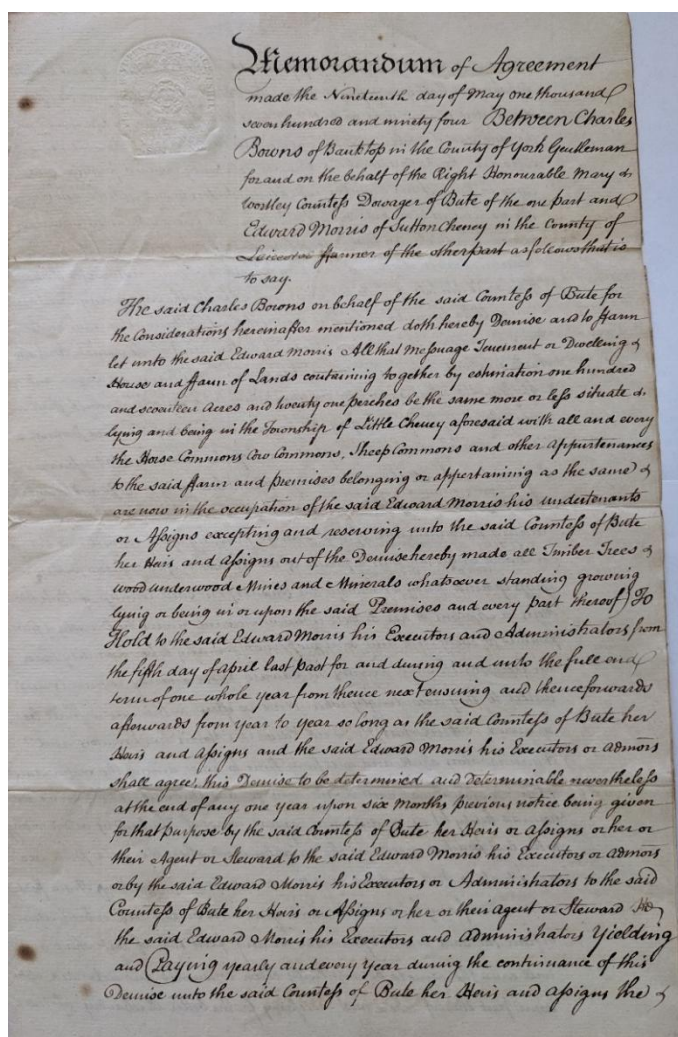 Memorandum of Agreement
made the Nineteenth day of May one thousand
seven hundred and ninety four Between Charles
Bowns of Banktop in the County of York Gentleman
for and on the behalf of the Right Honourable Mary
Wortley Countess Dowager of Bute of the one part and
Edward Morris of Sutton Cheney in the County of
Leicester ffarmer of the other part as follows that is
to say.
The said Charles Bowns on behalf of the said Countess of Bute for
the Considerations hereinafter mentioned doth hereby Demise and to ffarm
let unto the said Edward Morris All that Messuage Tenement or Dwelling
House and ffarm of Lands containing together by estimation one hundred
and seventeen Acres and twenty one perches be the same more or less situate
lying and being in the Township of Little Cheney aforesaid with all and every
the Horse Commons Cow Commons, Sheep Commons and other Appurtenances
to the said ffarm and Premises belonging or appertaining as the same
are now in the occupation of the said Edward Morris his undertenants
or Assigns excepting and reserving unto the said Countess of Bute
her Heirs and assigns out of the Demise hereby made all Timber Trees
wood underwood Mines and Minerals whatsoever standing growing
lying or being in or upon the said Premises and every part thereof To
Hold to the said Edward Morris his Executors and Administrators from
the fifth day of april last past for and during and unto the full end
term of one whole year from thence next ensuing and thenceforwards
afterwards from year to year so long as the said Countess of Bute her
Heirs and assigns and the said Edward Morris his Executors or admors
shall agree, this Demise to be determined and Determinable nevertheless
at the end of any one year upon six months previous notice being given
for that purpose by the said Countess of Bute her Heirs or assigns or her or
their Agent or Steward to the said Edward Morris his Executors or admors
or by the said Edward Morris his Executors or Administrators to the said
Countess of Bute her Heirs or Assigns or her or their agent or Steward He
the said Edward Morris his Executors and administrators Yielding
and Paying yearly and every year during the continuance of this
Demise unto the said Countess of Bute her Heirs and assigns the